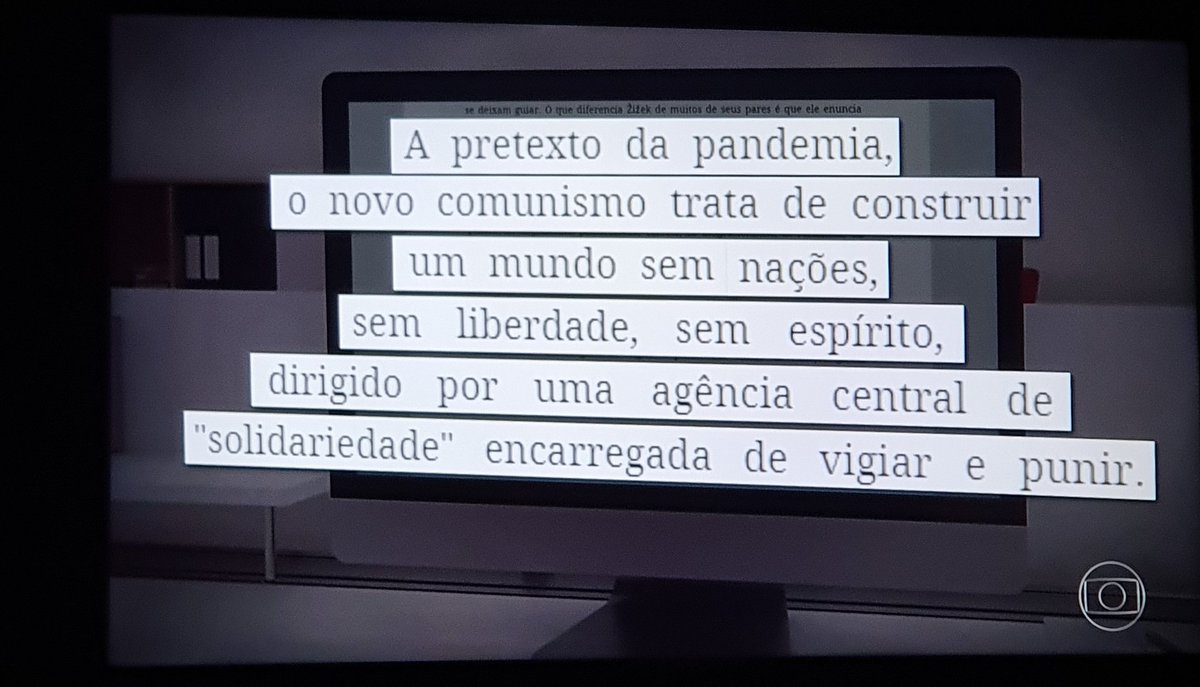 se deixam guiar. O que diferencia Žižek de muitos de seus pares é que ele enuncia
A pretexto da pandemia,
o novo comunismo trata de construir
um mundo sem nações,
sem liberdade, sem espírito,
dirigido por uma agência central de
"solidariedade" encarregada de vigiar e punir.